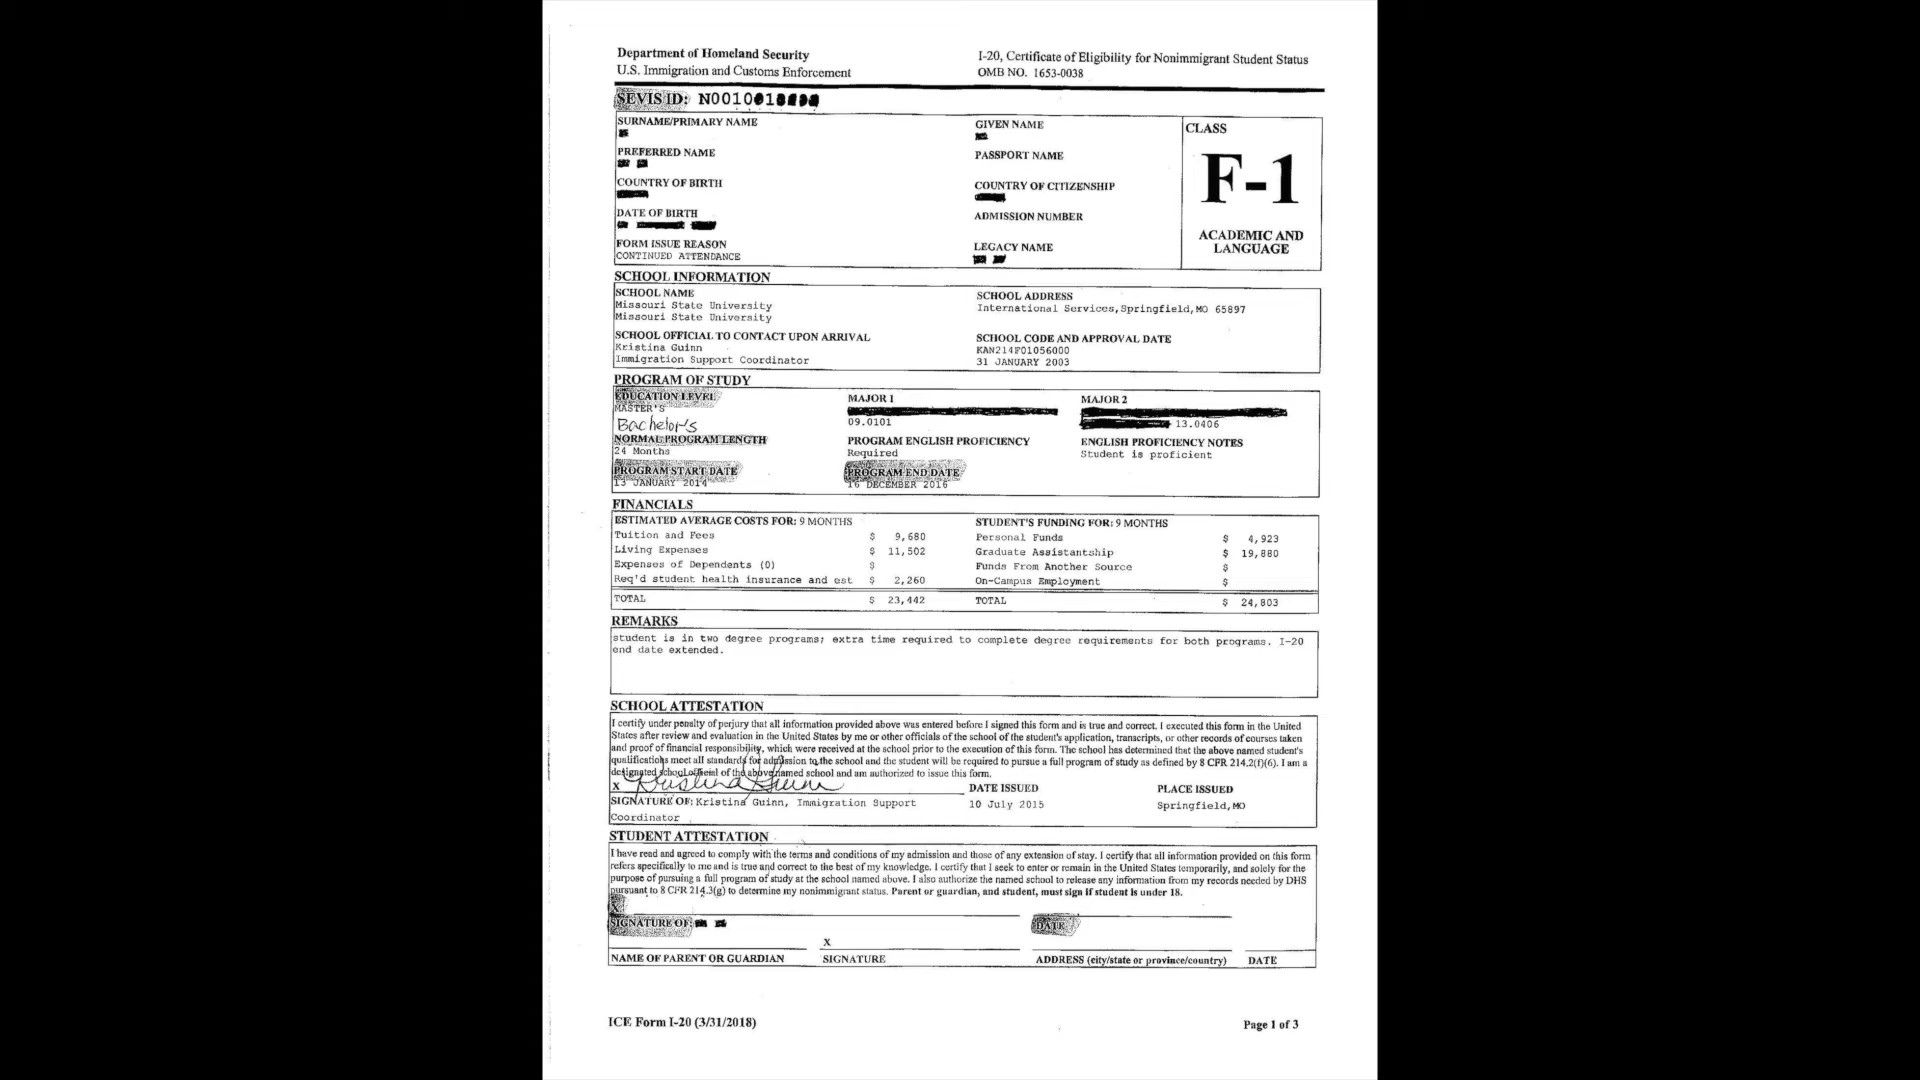 Department of Homeland Security
U.S. Immigration and Customs Enforcement
I-20, Certificate of Eligibility for Nonimmigrant Student Status
OMB NO. 1653-0038
SEVIS ID: N0010
SURNAME/PRIMARY NAME
GIVEN NAME
CLASS
PREFERRED NAME
PASSPORT NAME
F-1
COUNTRY OF BIRTH
COUNTRY OF CITIZENSHIP
DATE OF BIRTH
ADMISSION NUMBER
ACADEMIC AND
LANGUAGE
FORM ISSUE REASON
CONTINUED ATTENDANCE
LEGACY NAME
SCHOOL INFORMATION
SCHOOL NAME
Missouri State University
Missouri State University
SCHOOL ADDRESS
International Services,Springfield,MO 65897
SCHOOL OFFICIAL TO CONTACT UPON ARRIVAL
Kristina Guinn
Immigration Support Coordinator
SCHOOL CODE AND APPROVAL DATE
KAN214F01056000
31 JANUARY 2003
PROGRAM OF STUDY
EDUCATION LEVEL
MASTER'S
Bachelor's
MAJOR 1
09.0101
MAJOR 2
13.0406
NORMAL PROGRAM LENGTH
24 Months
PROGRAM ENGLISH PROFICIENCY
Required
ENGLISH PROFICIENCY NOTES
Student is proficient
PROGRAM START DATE
13 JANUARY 2014
PROGRAM END DATE
16 DECEMBER 2016
FINANCIALS
ESTIMATED AVERAGE COSTS FOR: 9 MONTHS
Tuition and Fees $ 9,680
Living Expenses $ 11,502
Expenses of Dependents (0) $
Req'd student health insurance and est $ 2,260
TOTAL $ 23,442
STUDENT'S FUNDING FOR: 9 MONTHS
Personal Funds $ 4,923
Graduate Assistantship $ 19,880
Funds From Another Source $
On-Campus Employment $
TOTAL $ 24,803
REMARKS
student is in two degree programs; extra time required to complete degree requirements for both programs. I-20
end date extended.
SCHOOL ATTESTATION
I certify under penalty of perjury that all information provided above was entered before I signed this form and is true and correct. I executed this form in the United
States after review and evaluation in the United States by me or other officials of the school of the student's application, transcripts, or other records of courses taken
and proof of financial responsibility, which were received at the school prior to the execution of this form. The school has determined that the above named student's
qualifications meet all standards for admission to the school and the student will be required to pursue a full program of study as defined by 8 CFR 214.2(f)(6). I am a
designated school official of the above named school and am authorized to issue this form.
X Kristina Guinn
SIGNATURE OF: Kristina Guinn, Immigration Support
Coordinator
DATE ISSUED
10 July 2015
PLACE ISSUED
Springfield,MO
STUDENT ATTESTATION
I have read and agreed to comply with the terms and conditions of my admission and those of any extension of stay. I certify that all information provided on this form
refers specifically to me and is true and correct to the best of my knowledge. I certify that I seek to enter or remain in the United States temporarily, and solely for the
purpose of pursuing a full program of study at the school named above. I also authorize the named school to release any information from my records needed by DHS
pursuant to 8 CFR 214.3(g) to determine my nonimmigrant status. Parent or guardian, and student, must sign if student is under 18.
X
SIGNATURE OF:
DATE
X
NAME OF PARENT OR GUARDIAN
SIGNATURE
ADDRESS (city/state or province/country)
DATE
ICE Form I-20 (3/31/2018)
Page 1 of 3